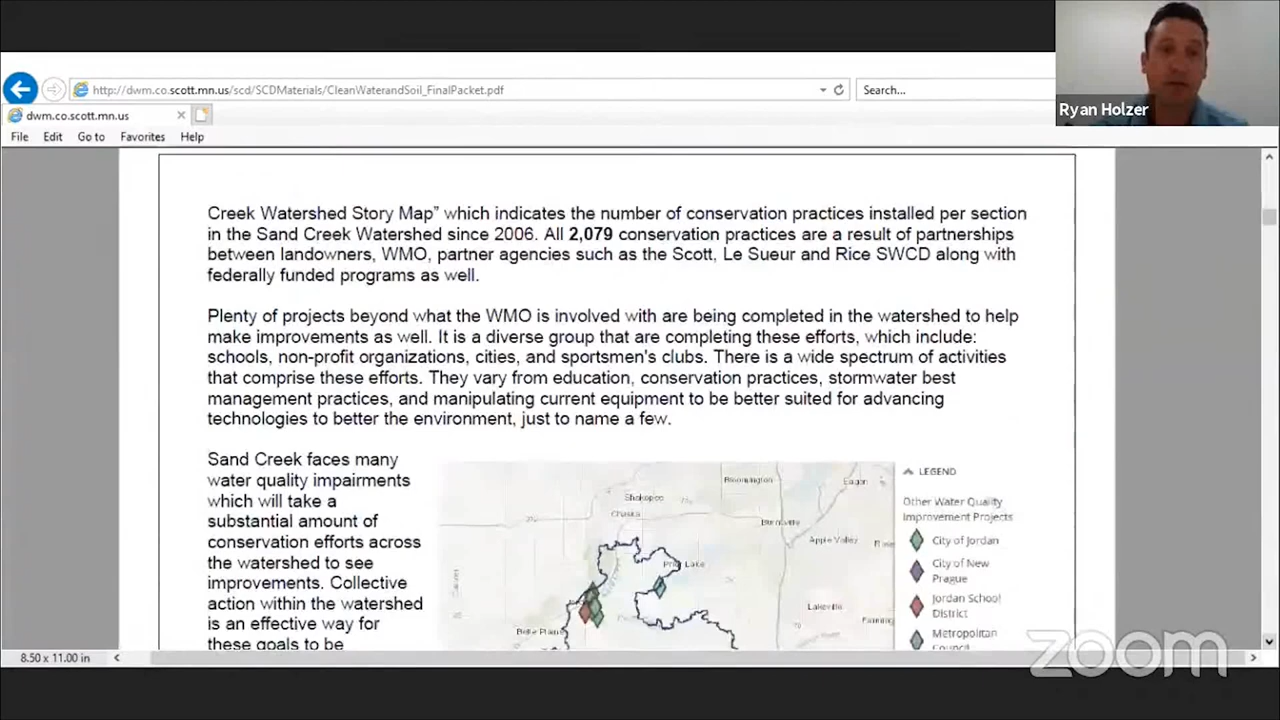 http://dwm.co.scott.mn.us/scd/SCDMaterials/CleanWaterandSoil_FinalPacket.pdf
Search...
dwm.co.scott.mn.us
File Edit Go to Favorites Help
Ryan Holzer
Creek Watershed Story Map" which indicates the number of conservation practices installed per section
in the Sand Creek Watershed since 2006. All 2,079 conservation practices are a result of partnerships
between landowners, WMO, partner agencies such as the Scott, Le Sueur and Rice SWCD along with
federally funded programs as well.
Plenty of projects beyond what the WMO is involved with are being completed in the watershed to help
make improvements as well. It is a diverse group that are completing these efforts, which include:
schools, non-profit organizations, cities, and sportsmen's clubs. There is a wide spectrum of activities
that comprise these efforts. They vary from education, conservation practices, stormwater best
management practices, and manipulating current equipment to be better suited for advancing
technologies to better the environment, just to name a few.
Sand Creek faces many
water quality impairments
which will take a
substantial amount of
conservation efforts across
the watershed to see
improvements. Collective
action within the watershed
is an effective way for
these goals to be
Bloomington
Eagan
Shakopee
Chaska
Burnsville
Apple Valley
Prior Lake
Lakeville
Belle Plaine
LEGEND
Other Water Quality
Improvement Projects
City of Jordan
City of New
Prague
Jordan School
District
Metropolitan
Council
8.50 x 11.00 in
zoom